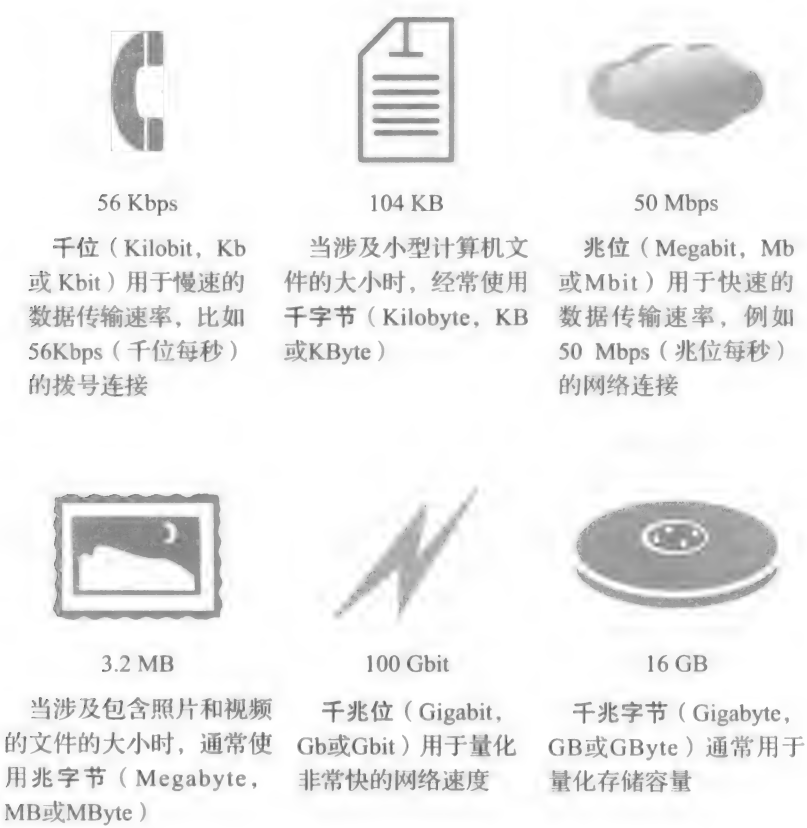 56 Kbps
千位（Kilobit，Kb
或 Kbit）用于慢速的
数据传输速率，比如
56Kbps（千位每秒）
的拨号连接
104 KB
当涉及小型计算机文
件的大小时，经常使用
千字节（Kilobyte，KB
或KByte）
50 Mbps
兆位（Megabit，Mb
或Mbit）用于快速的
数据传输速率，例如
50 Mbps（兆位每秒）
的网络连接
3.2 MB
当涉及包含照片和视频
的文件的大小时，通常使
用兆字节（Megabyte，
MB或MByte）
100 Gbit
千兆位（Gigabit，
Gb或Gbit）用于量化
非常快的网络速度
16 GB
千兆字节（Gigabyte，
GB或GByte）通常用于
量化存储容量